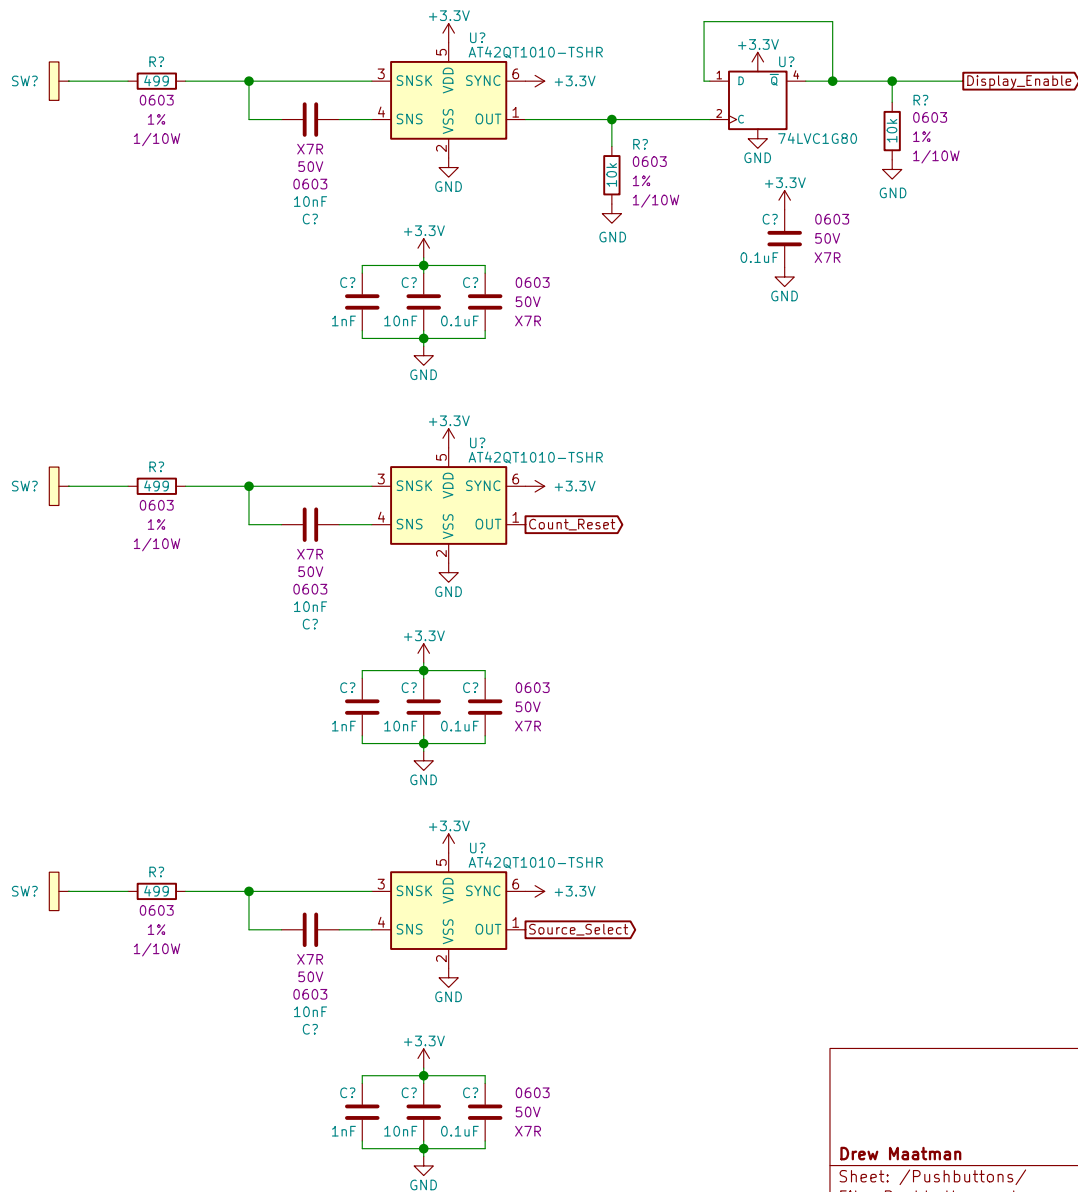 +3.3V
U?
AT42QT1010-TSHR
SW?
R?
499
0603
1%
1/10W
X7R
50V
0603
10nF
C?
3 SNSK
4 SNS
5 VDD
VSS 2
SYNC 6
+3.3V
OUT 1
GND
R?
10k
0603
1%
1/10W
GND
+3.3V
U?
1 D
2 C
Q 4
74LVC1G80
GND
Display_Enable
R?
10k
0603
1%
1/10W
GND
+3.3V
C?
0.1uF
0603
50V
X7R
GND
+3.3V
C? C? C?
1nF 10nF 0.1uF
0603
50V
X7R
GND
+3.3V
U?
AT42QT1010-TSHR
SW?
R?
499
0603
1%
1/10W
X7R
50V
0603
10nF
C?
3 SNSK
4 SNS
5 VDD
VSS 2
SYNC 6
+3.3V
OUT 1
Count_Reset
GND
+3.3V
C? C? C?
1nF 10nF 0.1uF
0603
50V
X7R
GND
+3.3V
U?
AT42QT1010-TSHR
SW?
R?
499
0603
1%
1/10W
X7R
50V
0603
10nF
C?
3 SNSK
4 SNS
5 VDD
VSS 2
SYNC 6
+3.3V
OUT 1
Source_Select
GND
+3.3V
C? C? C?
1nF 10nF 0.1uF
0603
50V
X7R
GND
Drew Maatman
Sheet: /Pushbuttons/